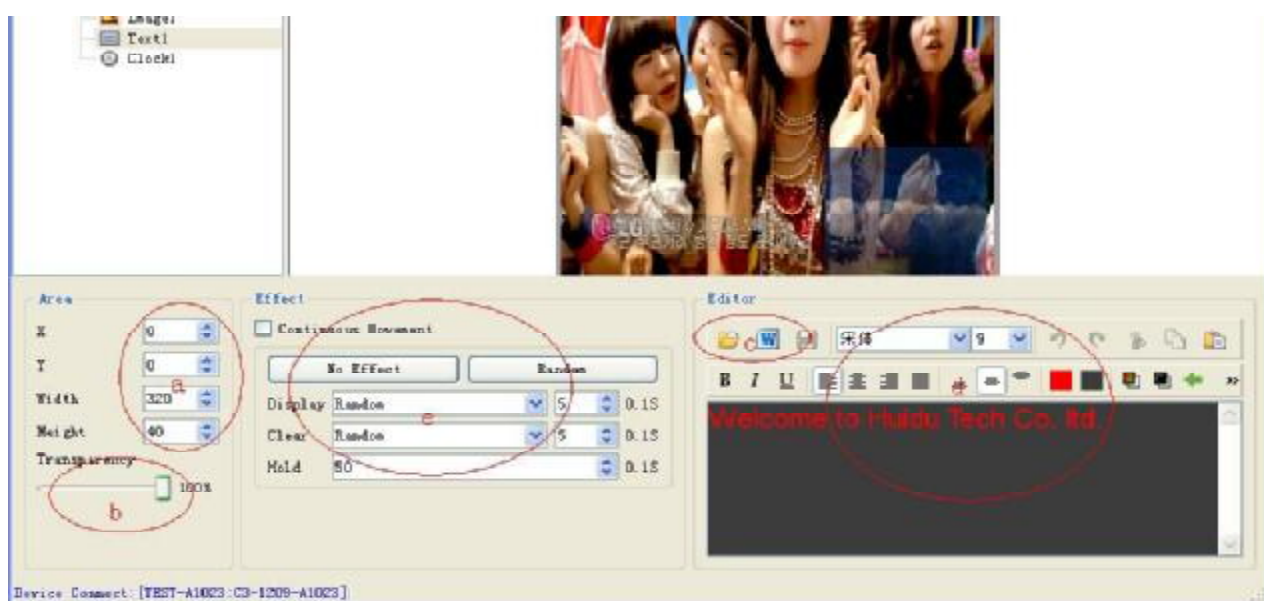 Image1
Text1
Clock1
Area
X 0
Y 0
Width 320
Height 40
Transparency
100%
a
b
Effect
Continuous Movement
No Effect Random
Display Random 5 0.1S
Clear Random 5 0.1S
Hold 50 0.1S
e
Editor
c W 宋体 9
B I U
d
Welcome to Huidu Tech Co. ltd.
Device Connect:[TEST-A1023:C3-1209-A1023]